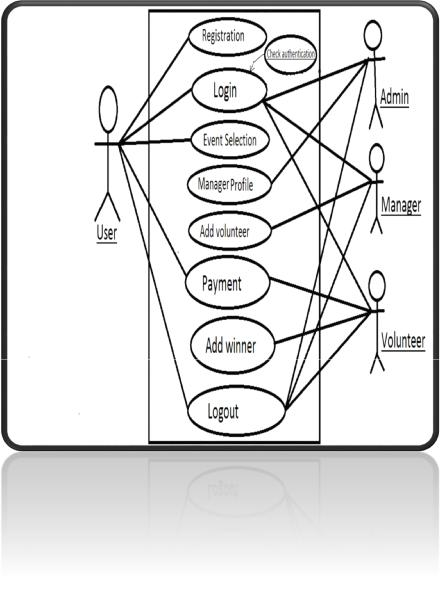 Registration
Check authentication
Login
Admin
Event Selection
Manager Profile
Manager
User
Add volunteer
Payment
Volunteer
Add winner
Logout